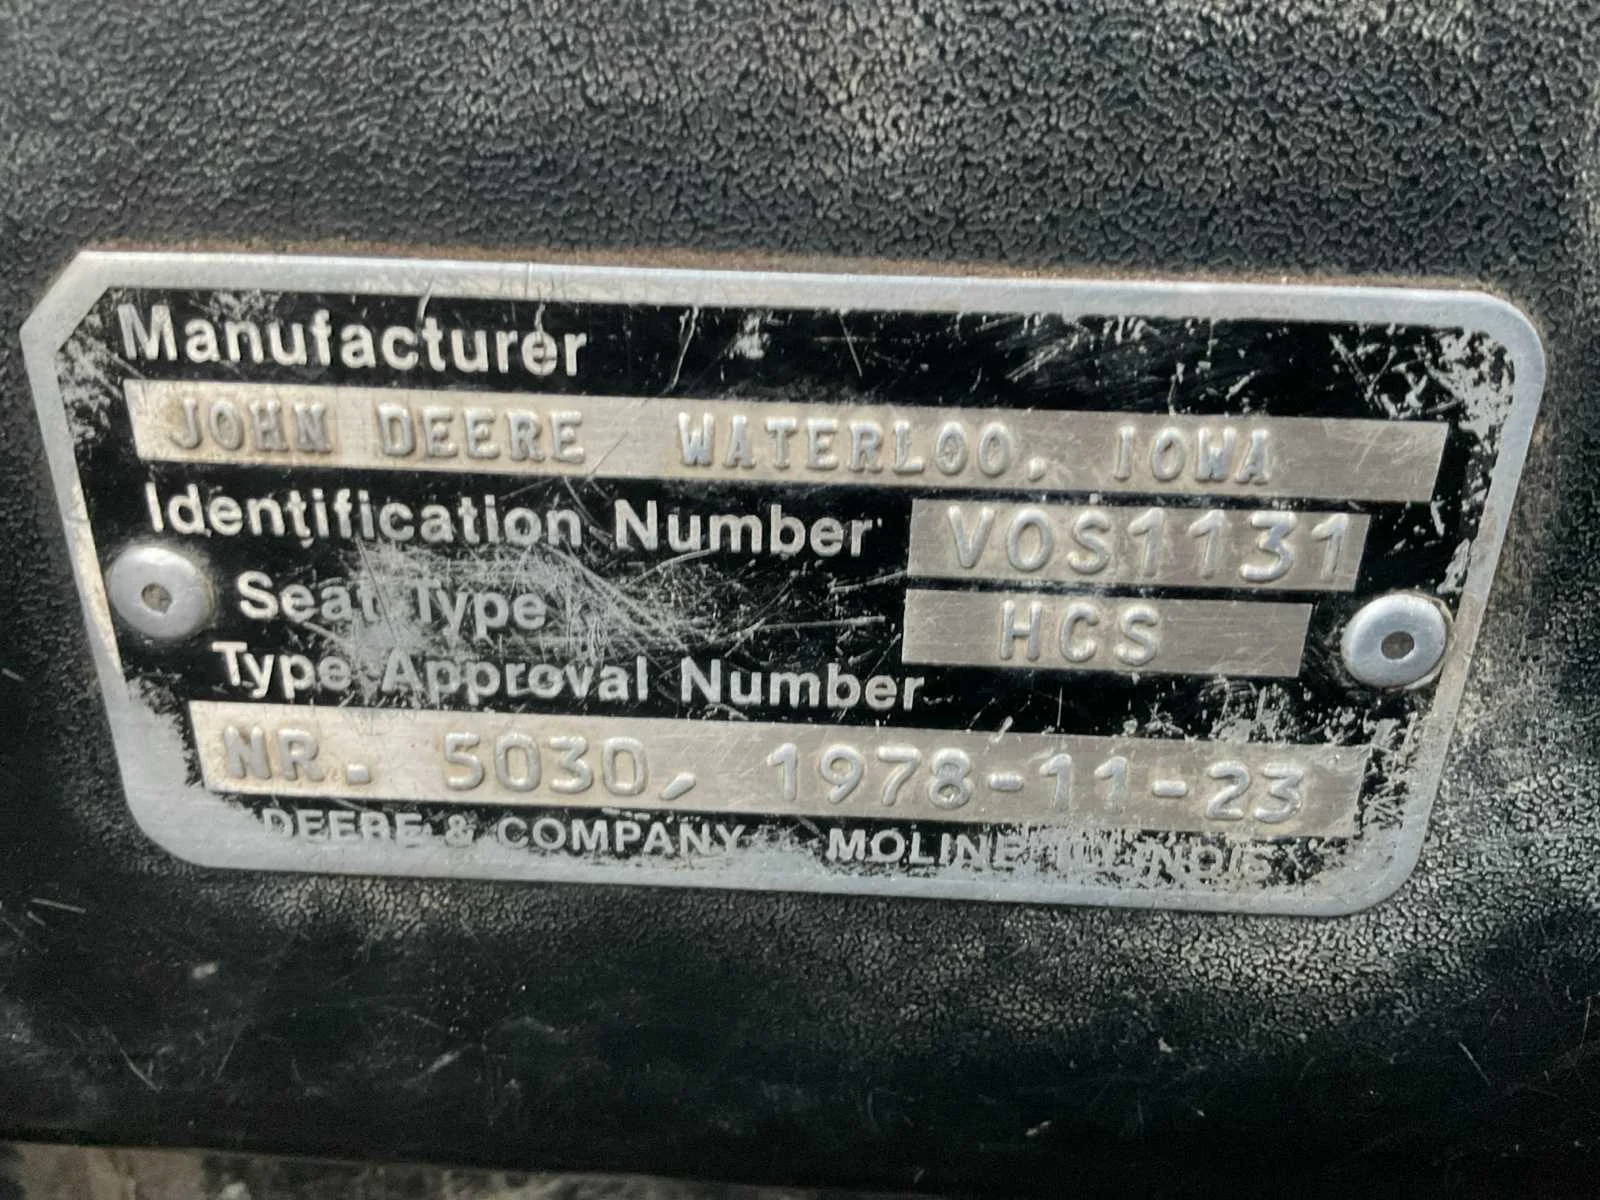 Manufacturer
JOHN DEERE WATERLOO, IOWA
Identification Number VOS1131
Seat Type HCS
Type Approval Number
NR. 5030, 1978-11-23
DEERE & COMPANY MOLINE ILLINOIS